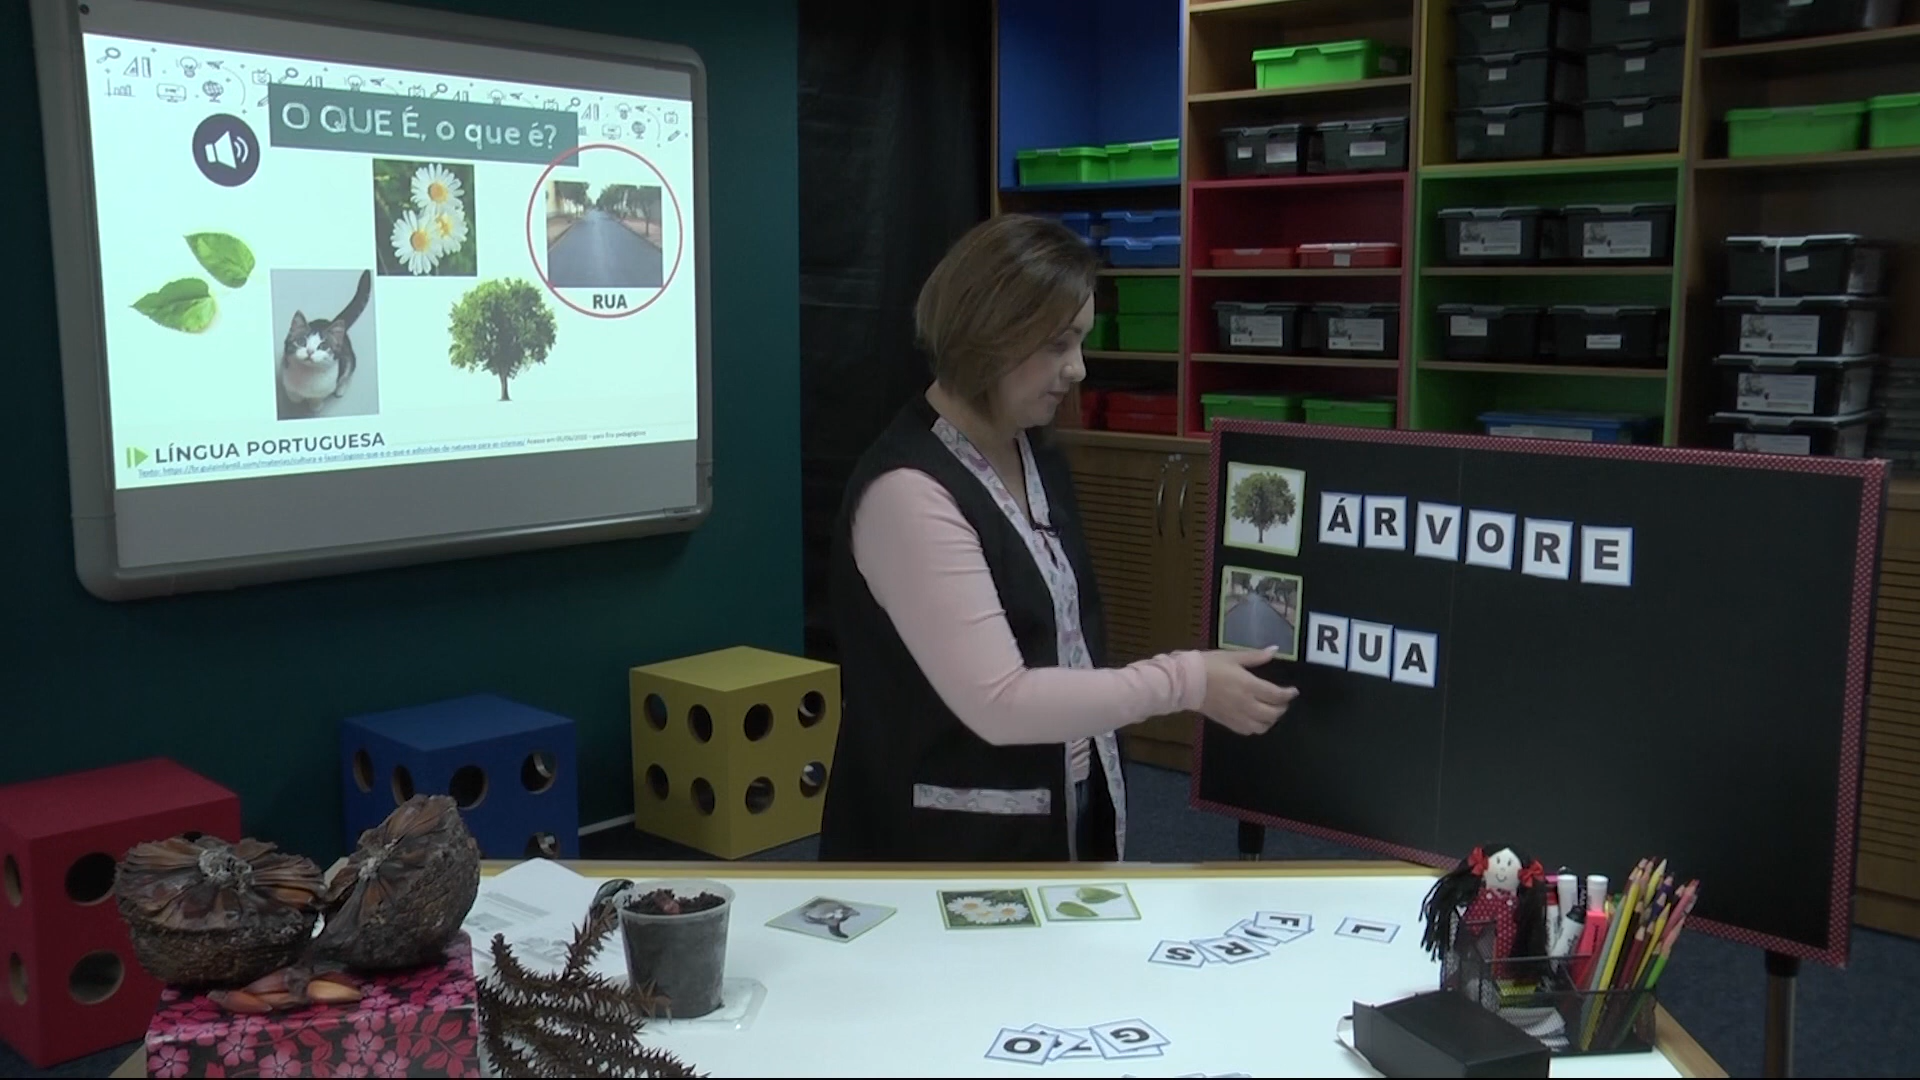 O QUE É, o que é?
RUA
LÍNGUA PORTUGUESA
ÁRVORE
RUA
F
L
S
R
J
O
G